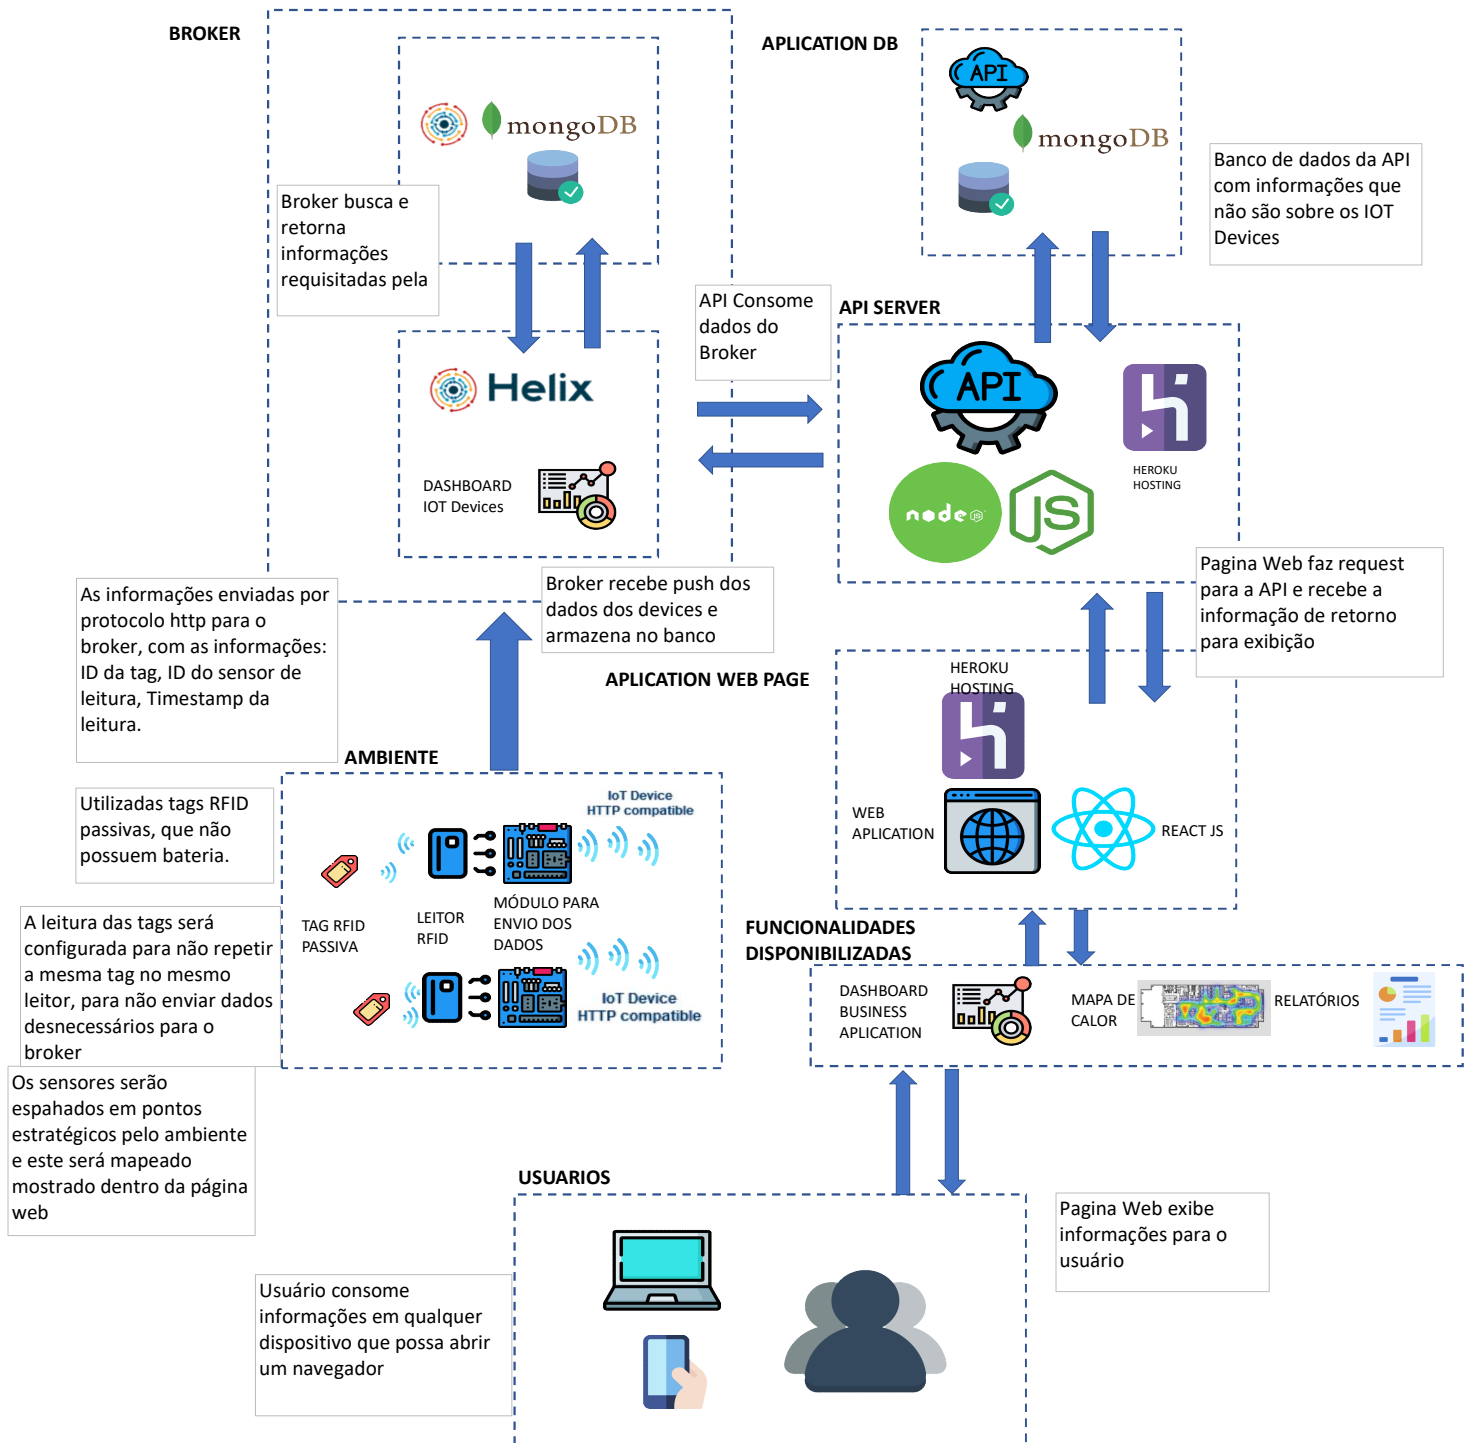 BROKER
mongoDB
Broker busca e
retorna
informações
requisitadas pela
Helix
DASHBOARD
IOT Devices
APLICATION DB
API
mongoDB
Banco de dados da API
com informações que
não são sobre os IOT
Devices
API Consome
dados do
Broker
API SERVER
API
HEROKU
HOSTING
node JS
JS
Pagina Web faz request
para a API e recebe a
informação de retorno
para exibição
As informações enviadas por
protocolo http para o
broker, com as informações:
ID da tag, ID do sensor de
leitura, Timestamp da
leitura.
Broker recebe push dos
dados dos devices e
armazena no banco
APLICATION WEB PAGE
HEROKU
HOSTING
WEB
APLICATION
REACT JS
AMBIENTE
Utilizadas tags RFID
passivas, que não
possuem bateria.
IoT Device
HTTP compatible
TAG RFID
PASSIVA
LEITOR
RFID
MÓDULO PARA
ENVIO DOS
DADOS
IoT Device
HTTP compatible
A leitura das tags será
configurada para não repetir
a mesma tag no mesmo
leitor, para não enviar dados
desnecessários para o
broker
Os sensores serão
espahados em pontos
estratégicos pelo ambiente
e este será mapeado
mostrado dentro da página
web
FUNCIONALIDADES
DISPONIBILIZADAS
DASHBOARD
BUSINESS
APLICATION
MAPA DE
CALOR
RELATÓRIOS
USUARIOS
Usuário consome
informações em qualquer
dispositivo que possa abrir
um navegador
Pagina Web exibe
informações para o
usuário